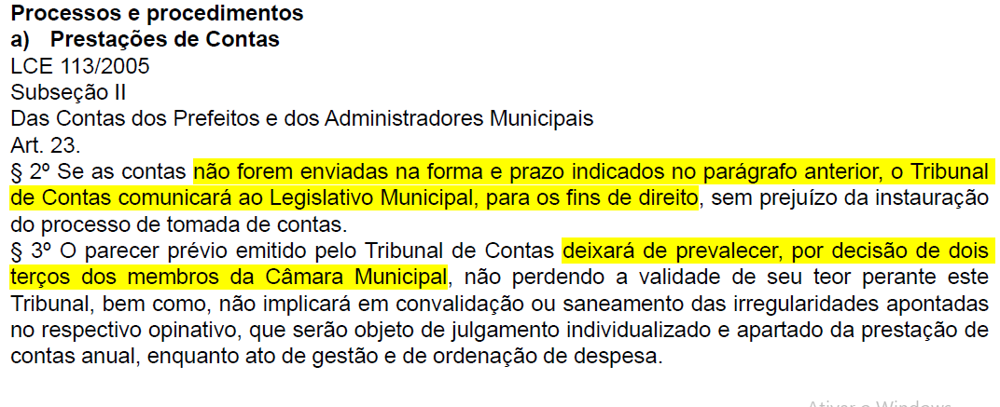 Processos e procedimentos
a) Prestações de Contas
LCE 113/2005
Subseção II
Das Contas dos Prefeitos e dos Administradores Municipais
Art. 23.
§ 2º Se as contas não forem enviadas na forma e prazo indicados no parágrafo anterior, o Tribunal
de Contas comunicará ao Legislativo Municipal, para os fins de direito, sem prejuízo da instauração
do processo de tomada de contas.
§ 3º O parecer prévio emitido pelo Tribunal de Contas deixará de prevalecer, por decisão de dois
terços dos membros da Câmara Municipal, não perdendo a validade de seu teor perante este
Tribunal, bem como, não implicará em convalidação ou saneamento das irregularidades apontadas
no respectivo opinativo, que serão objeto de julgamento individualizado e apartado da prestação de
contas anual, enquanto ato de gestão e de ordenação de despesa.
Ativar o Windows